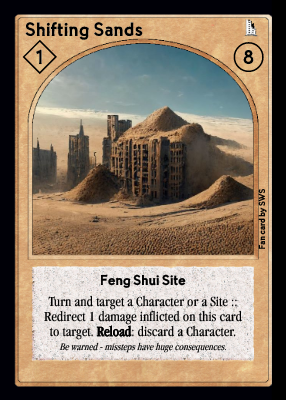 Shifting Sands
1
8
Fan card by SWS
Feng Shui Site
Turn and target a Character or a Site ::
Redirect 1 damage inflicted on this card
to target. Reload: discard a Character.
Be warned - missteps have huge consequences.